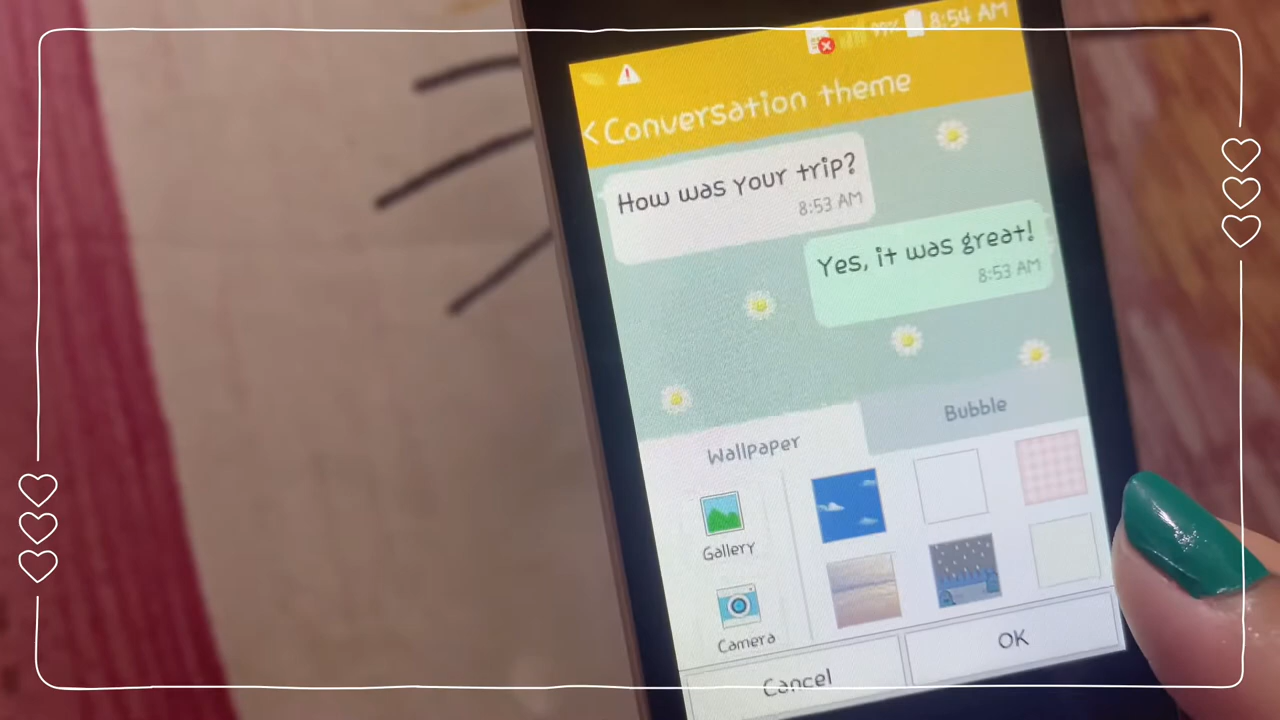 8:54 AM
<Conversation theme
How was your trip?
8:53 AM
Yes, it was great!
8:53 AM
Wallpaper
Bubble
Gallery
Camera
Cancel
OK